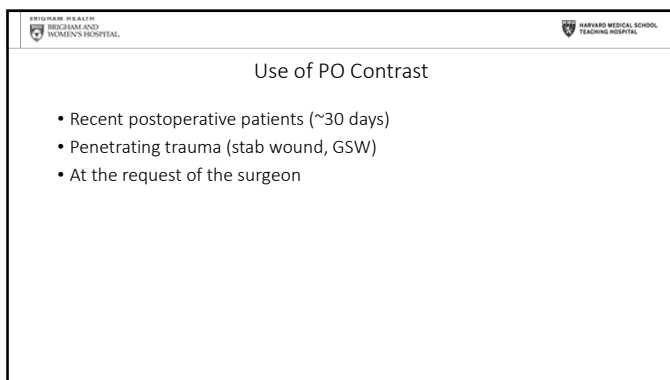 BRIGHAM HEALTH
BRIGHAM AND
WOMEN'S HOSPITAL
HARVARD MEDICAL SCHOOL
TEACHING HOSPITAL
Use of PO Contrast
• Recent postoperative patients (~30 days)
• Penetrating trauma (stab wound, GSW)
• At the request of the surgeon